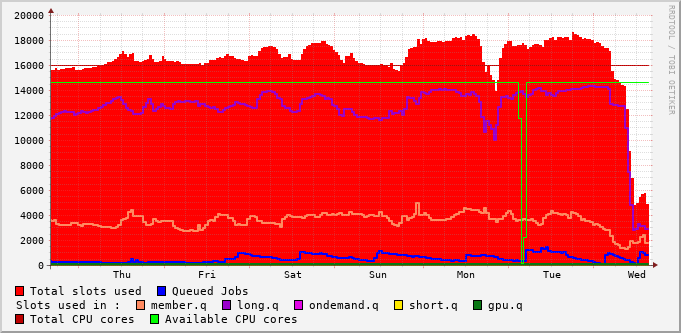 20000
18000
16000
14000
12000
10000
8000
6000
4000
2000
0
Thu Fri Sat Sun Mon Tue Wed
RRDTOOL / TOBI OETIKER
Total slots used Queued Jobs
Slots used in : member.q long.q ondemand.q short.q gpu.q
Total CPU cores Available CPU cores